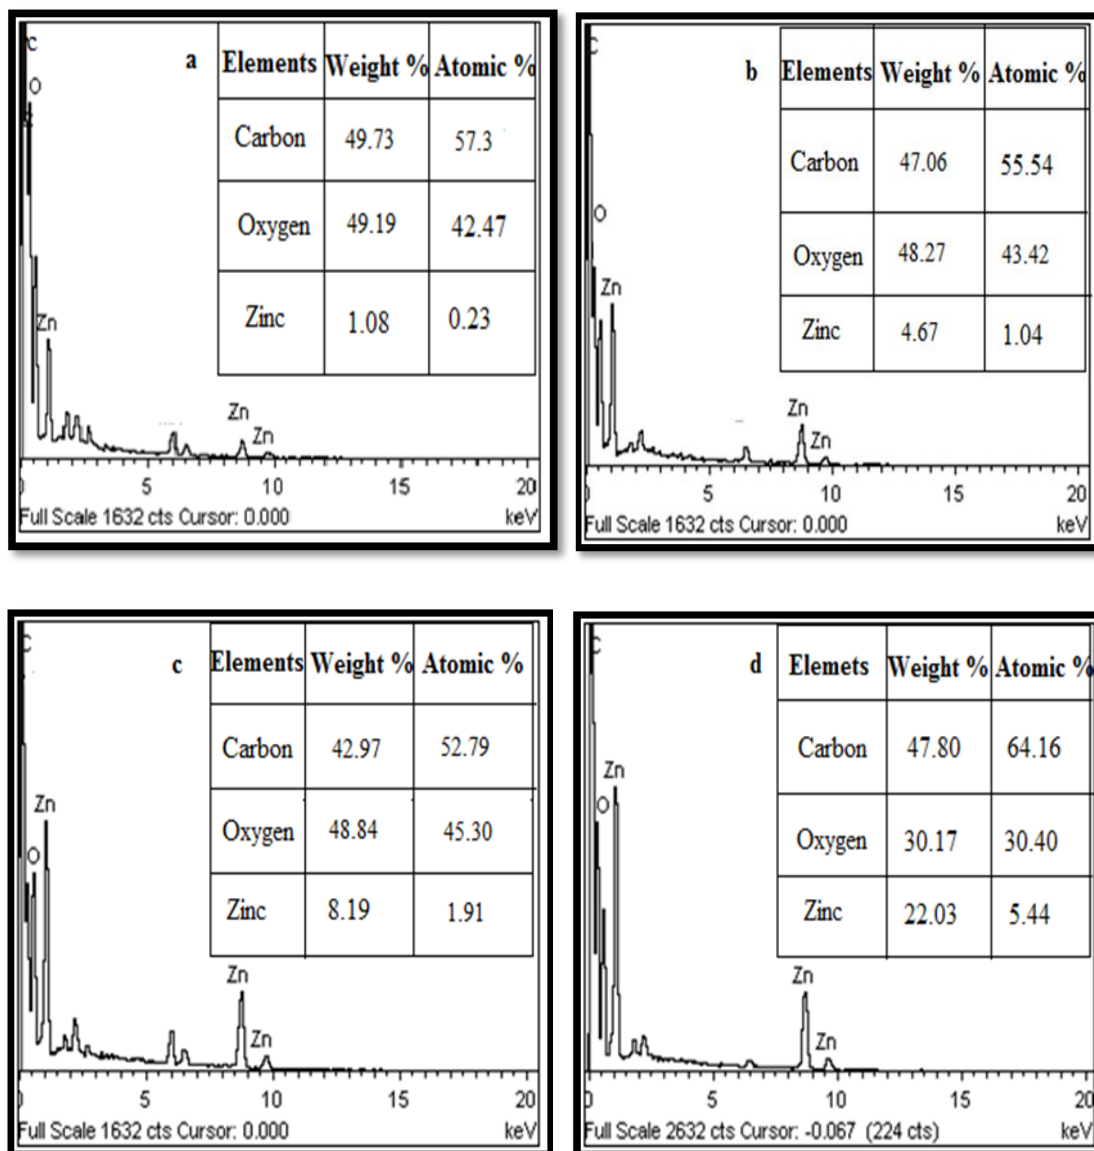 a
Elements Weight % Atomic %
Carbon 49.73 57.3
Oxygen 49.19 42.47
Zinc 1.08 0.23
C
O
Zn
Zn
Zn
5 10 15 20
Full Scale 1632 cts Cursor: 0.000 keV
b
Elements Weight % Atomic %
Carbon 47.06 55.54
Oxygen 48.27 43.42
Zinc 4.67 1.04
C
O
Zn
Zn
Zn
5 10 15 20
Full Scale 1632 cts Cursor: 0.000 keV
c
Elements Weight % Atomic %
Carbon 42.97 52.79
Oxygen 48.84 45.30
Zinc 8.19 1.91
C
Zn
O
Zn
Zn
0 5 10 15 20
Full Scale 1632 cts Cursor: 0.000 keV
d
Elemets Weight % Atomic %
Carbon 47.80 64.16
Oxygen 30.17 30.40
Zinc 22.03 5.44
C
Zn
O
Zn
Zn
0 5 10 15 20
Full Scale 2632 cts Cursor: -0.067 (224 cts) keV